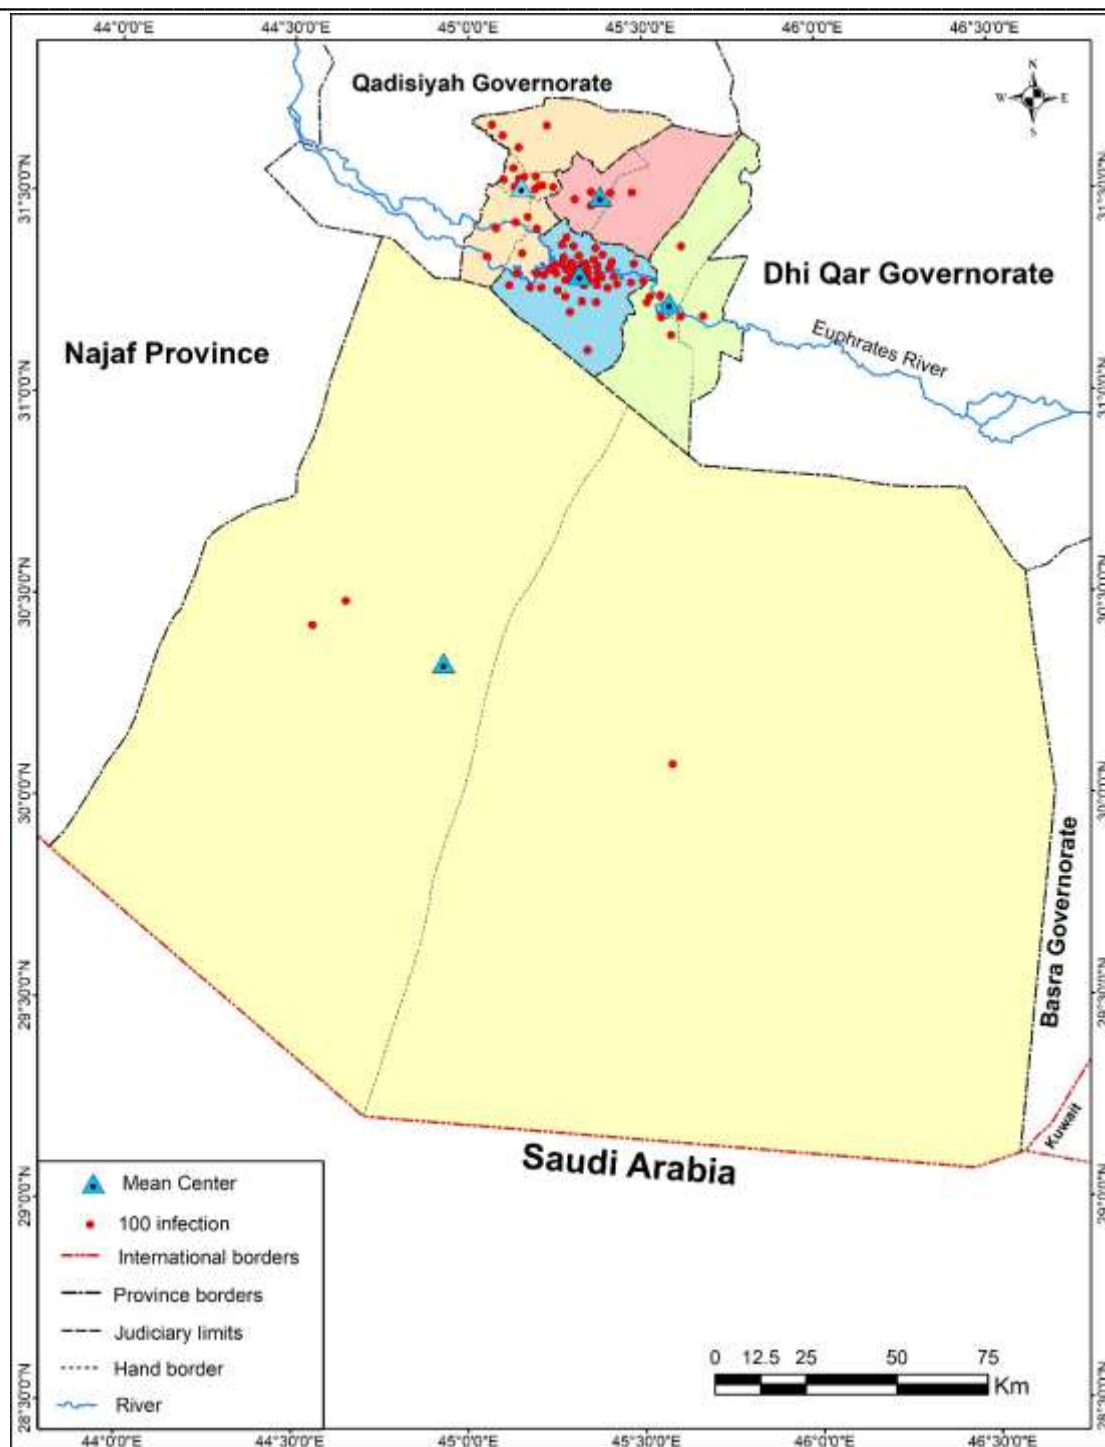 44°0'0"E 44°30'0"E 45°0'0"E 45°30'0"E 46°0'0"E 46°30'0"E
N
W E
S
Qadisiyah Governorate
31°30'0"N
Dhi Qar Governorate
Euphrates River
Najaf Province
31°0'0"N
30°30'0"N
30°0'0"N
Basra Governorate
29°30'0"N
Kuwait
Saudi Arabia
29°0'0"N
28°30'0"N
Mean Center
100 infection
International borders
Province borders
Judiciary limits
Hand border
River
0 12.5 25 50 75
Km
44°0'0"E 44°30'0"E 45°0'0"E 45°30'0"E 46°0'0"E 46°30'0"E